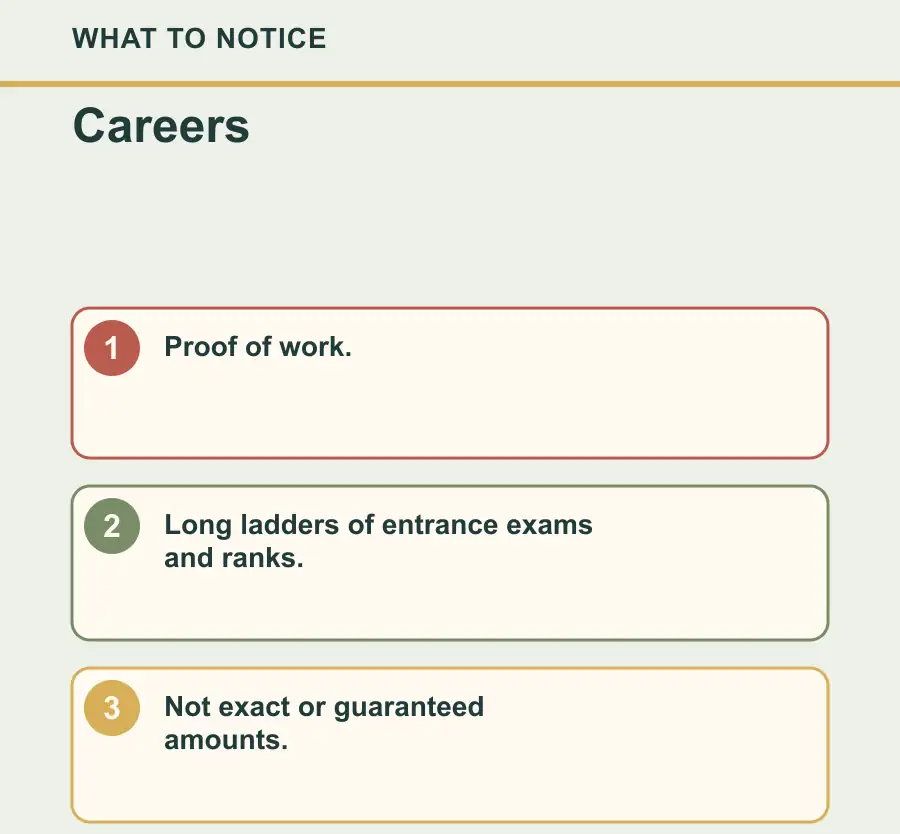 WHAT TO NOTICE
Careers
1
Proof of work.
2
Long ladders of entrance exams
and ranks.
3
Not exact or guaranteed
amounts.